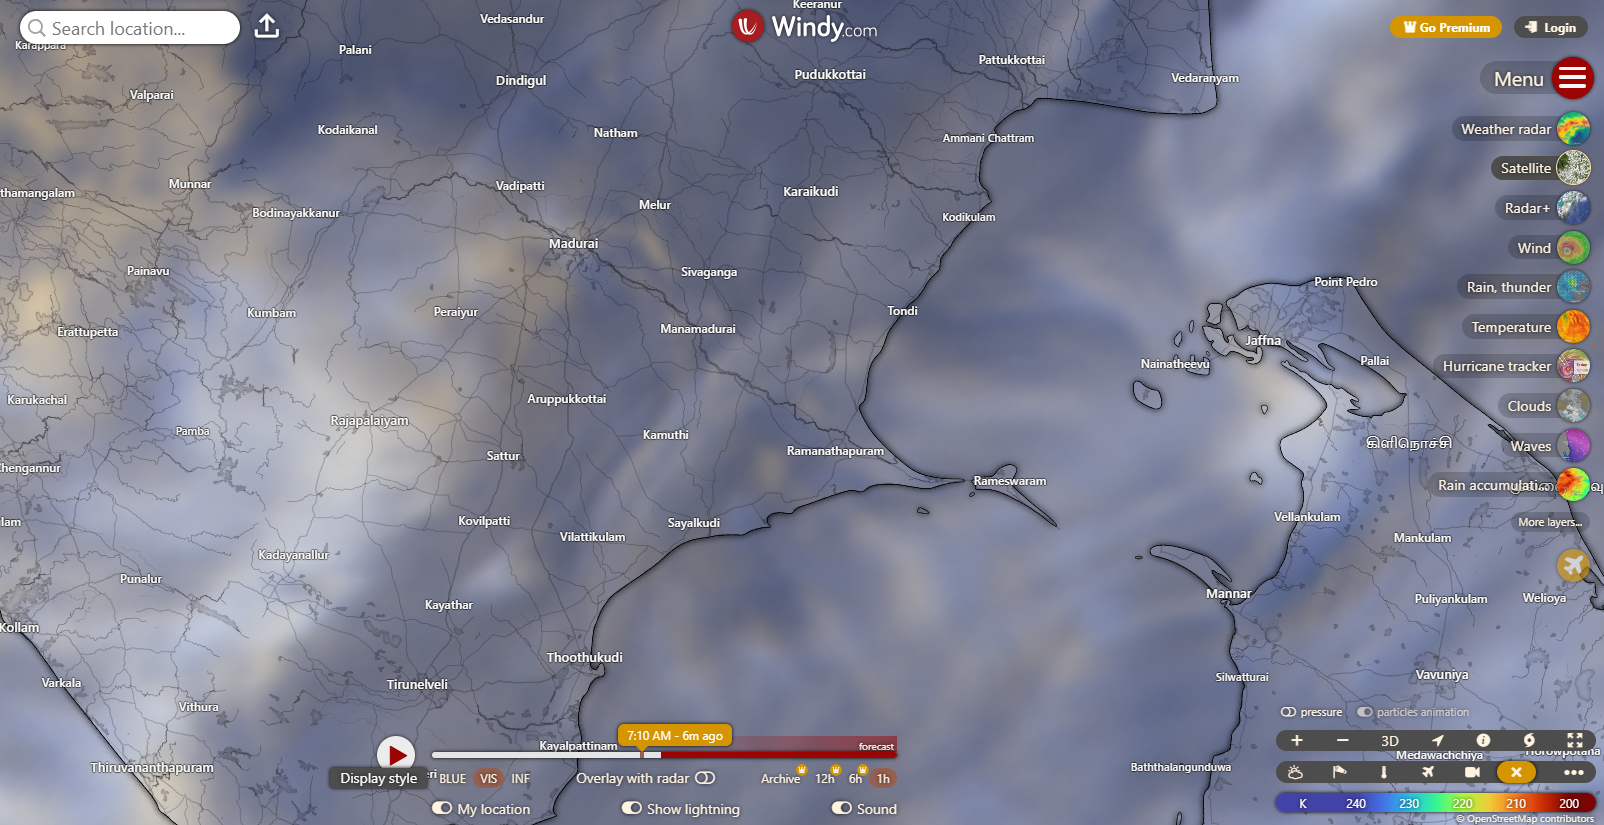 Search location...
Windy.com
Go Premium
Login
Menu
Weather radar
Satellite
Radar+
Wind
Rain, thunder
Temperature
Hurricane tracker
Clouds
Waves
Rain accumulati...
More layers...
Keeranur
Vedasandur
Karappara
Palani
Pattukkottai
Pudukkottai
Vedaranyam
Dindigul
Valparai
Kodaikanal
Natham
Ammani Chattram
Munnar
Vadipatti
Karaikudi
thamangalam
Melur
Bodinayakkanur
Kodikulam
Madurai
Painavu
Sivaganga
Point Pedro
Kumbam
Peraiyur
Tondi
Erattupetta
Manamadurai
Jaffna
Nainatheevu
Pallai
Karukachal
Aruppukkottai
Rajapalaiyam
Pamba
Kamuthi
கிளிநொச்சி
Sattur
Ramanathapuram
Chengannur
Rameswaram
Vellankulam
lam
Kovilpatti
Sayalkudi
Vilattikulam
Mankulam
Kadayanallur
Punalur
Mannar
Kayathar
Puliyankulam
Welioya
Kollam
Thoothukudi
Vavuniya
Silwatturai
Varkala
Tirunelveli
Vithura
Kayalpattinam
Thiruvananthapuram
Baththalangunduwa
Medawachchiya
Horowpotana
7:10 AM - 6m ago
forecast
Display style
eri
BLUE
VIS
INF
Overlay with radar
Archive
12h
6h
1h
My location
Show lightning
Sound
pressure
particles animation
3D
K
240
230
220
210
200
© OpenStreetMap contributors